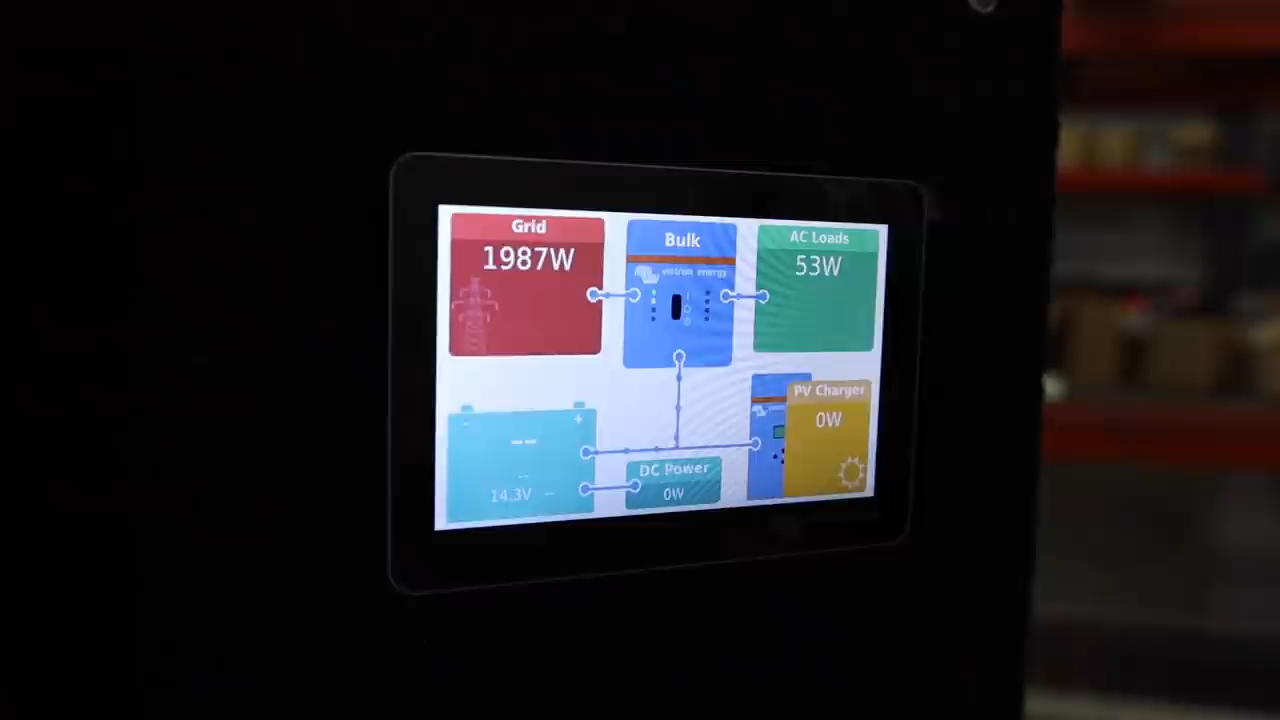 Grid
1987W
Bulk
victron energy
AC Loads
53W
PV Charger
0W
--
--
14.3V --
DC Power
0W